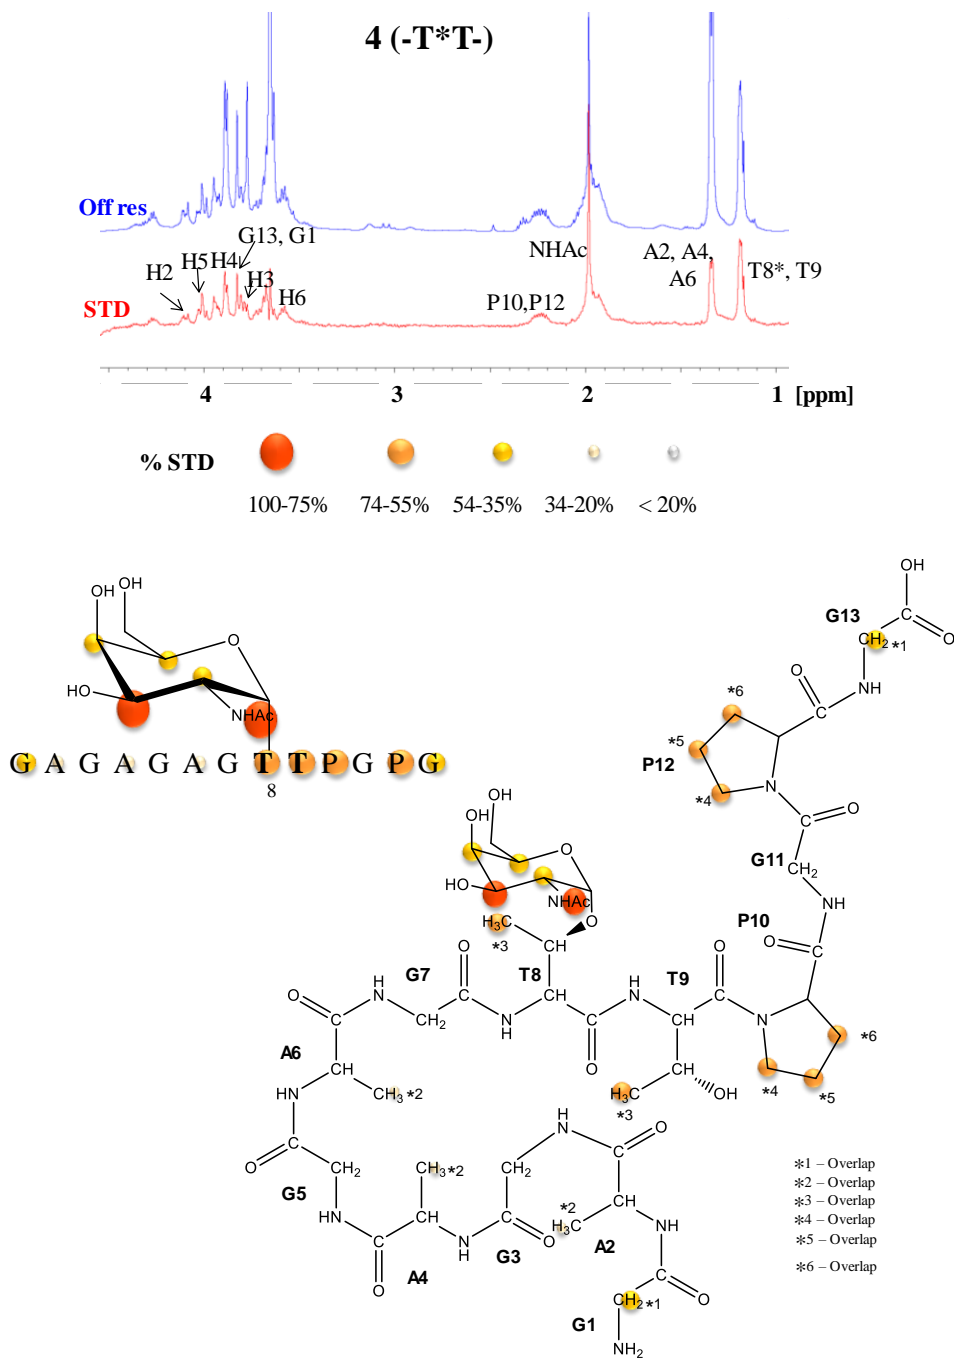 4 (-T*T-)
Off res
G13, G1
NHAc
A2, A4,
A6
T8*, T9
H2
H5
H4
H3
H6
P10,P12
STD
4 3 2 1 [ppm]
% STD
100-75% 74-55% 54-35% 34-20% < 20%
OH
OH
O
HO
NHAc
G A G A G A G T T P G P G
8
OH
O
G13
CH2 *1
NH
O
*6
O
*5
P12
*4
N
O
G11
CH2
NH
P10
O
OH
OH
O
HO
NHAc
O
H3C
*3
CH
G7
T8
T9
O
O
O
O
NH
CH2
NH
CH
NH
CH
N
*6
*4
*5
O
CH
OH
H3C
*3
A6
CH
CH3 *2
HN
O
CH2
G5
CH3 *2
HN
CH
NH
O
A4
G3
O
NH
O
*2
H3C
CH
A2
NH
O
CH2 *1
G1
NH2
*1 – Overlap
*2 – Overlap
*3 – Overlap
*4 – Overlap
*5 – Overlap
*6 – Overlap